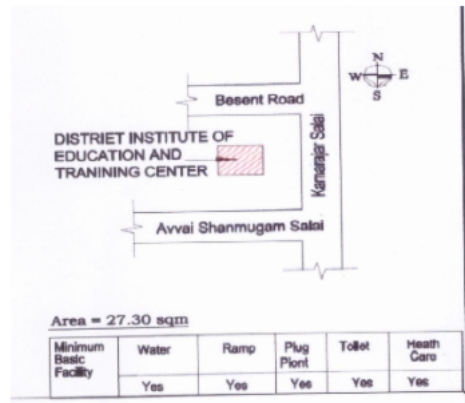 N
W E
S
Besent Road
DISTRIET INSTITUTE OF
EDUCATION AND
TRANINING CENTER
Kamarajar Salai
Avvai Shanmugam Salai
Area = 27.30 sqm
Minimum Basic Facility Water Ramp Plug Piont Toilet Heath Care
Yes Yes Yes Yes Yes